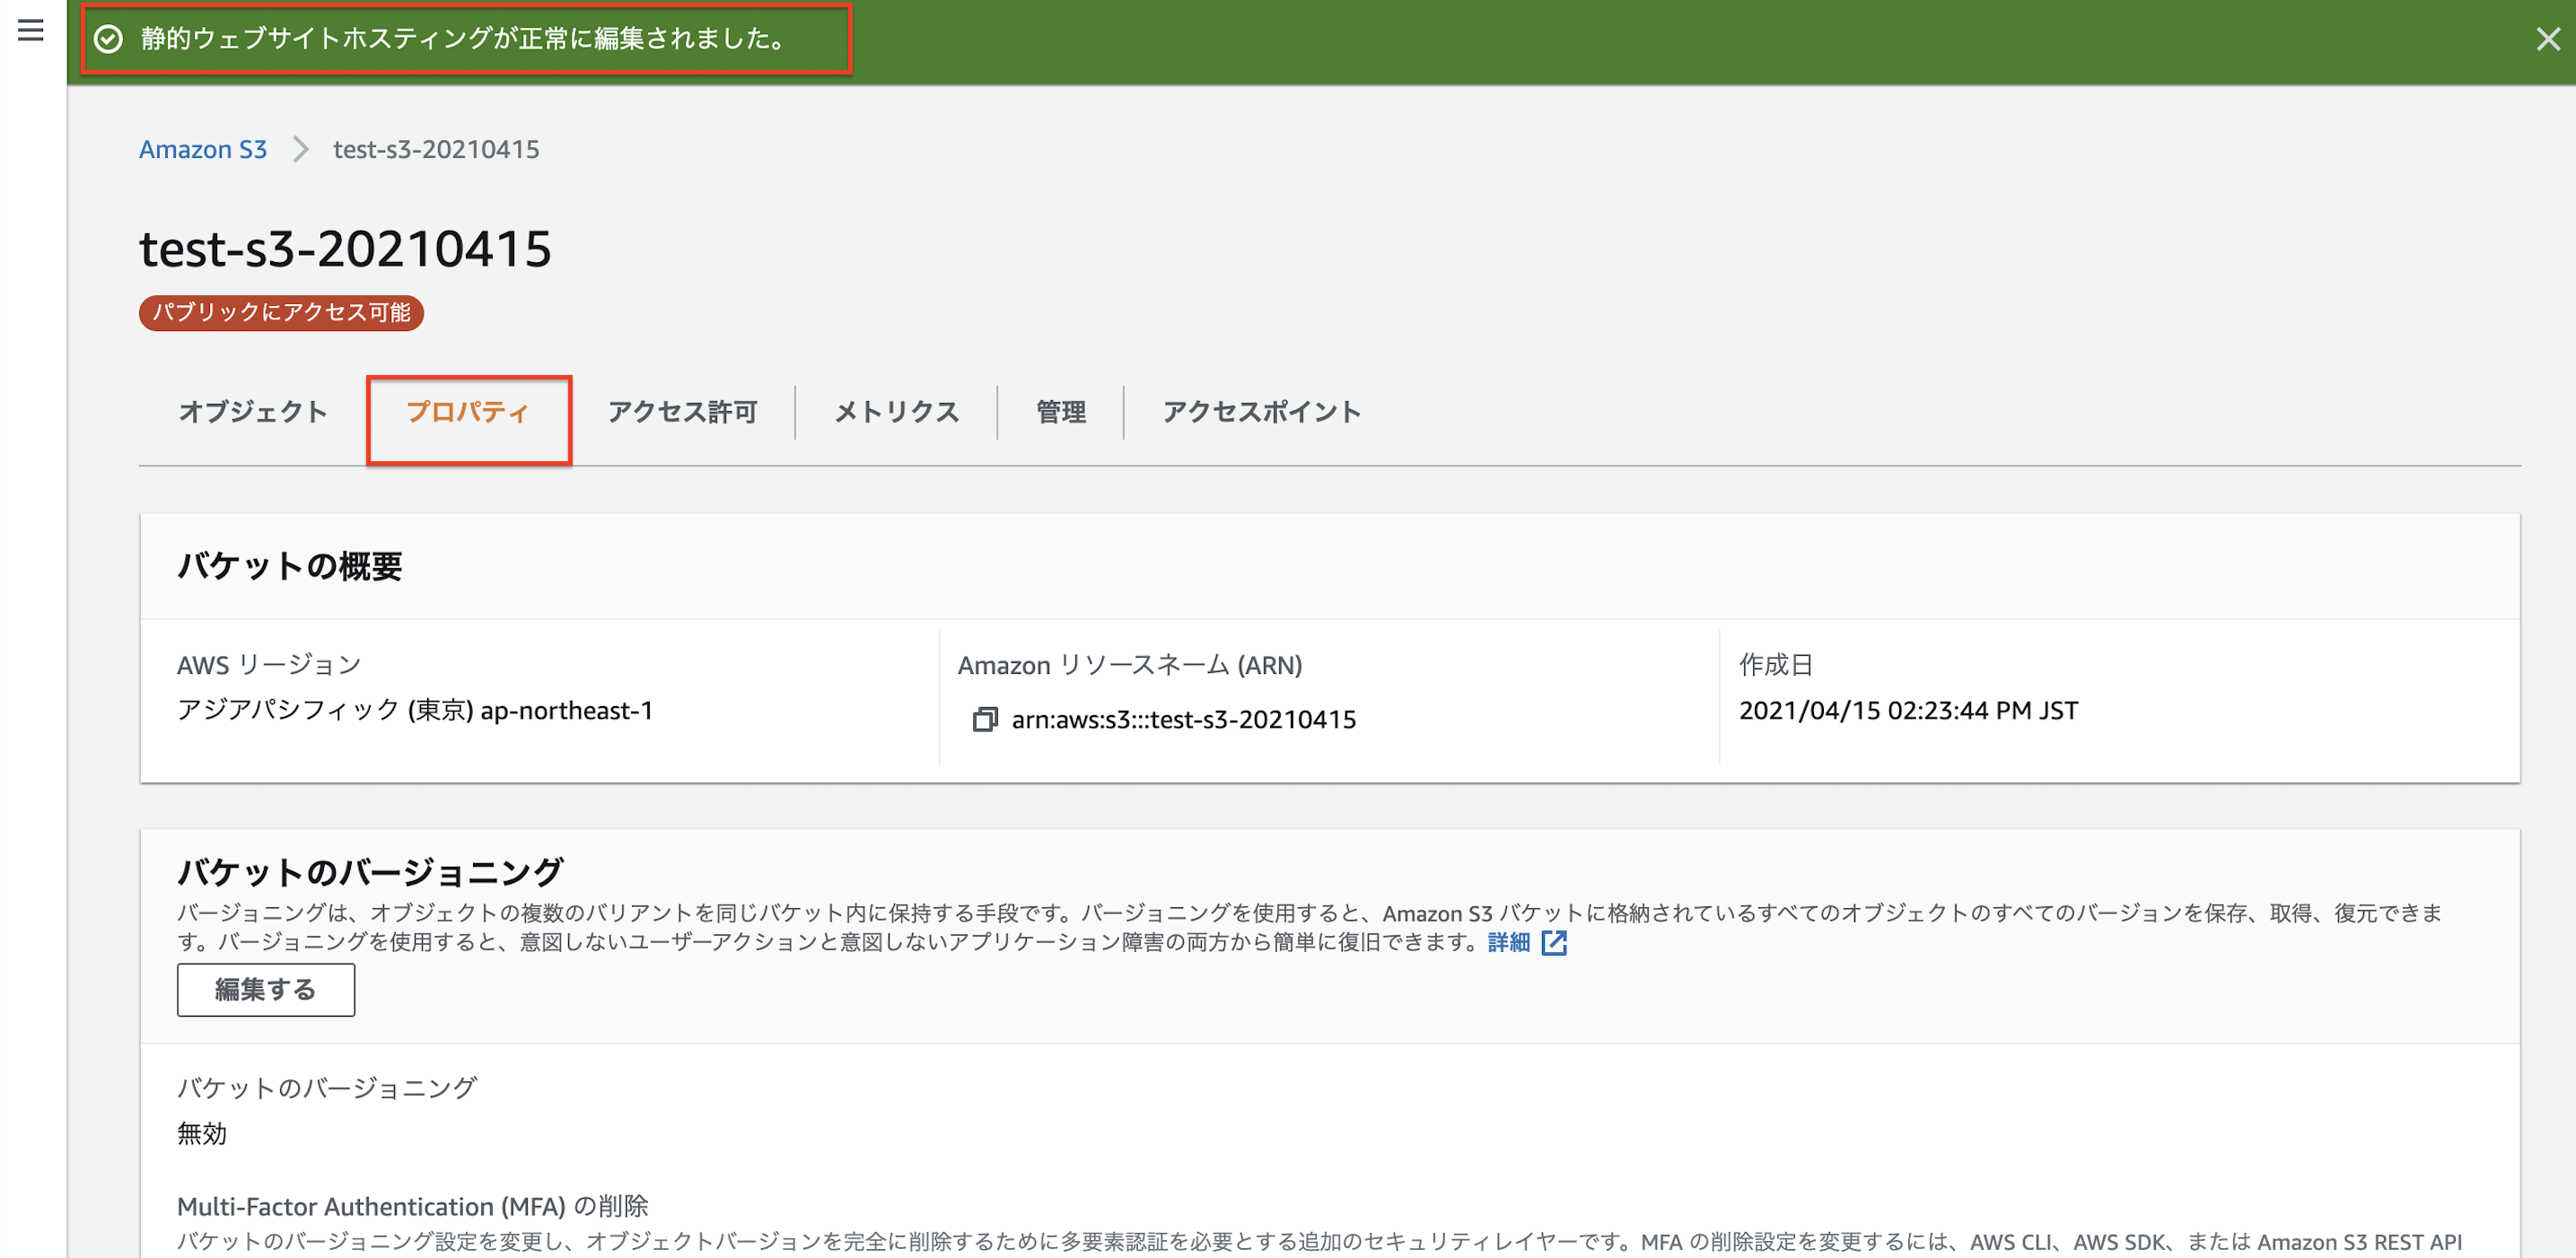 静的ウェブサイトホスティングが正常に編集されました。
Amazon S3 > test-s3-20210415
test-s3-20210415
パブリックにアクセス可能
オブジェクト プロパティ アクセス許可 メトリクス 管理 アクセスポイント
バケットの概要
AWS リージョン
アジアパシフィック (東京) ap-northeast-1
Amazon リソースネーム (ARN)
arn:aws:s3:::test-s3-20210415
作成日
2021/04/15 02:23:44 PM JST
バケットのバージョニング
バージョニングは、オブジェクトの複数のバリアントを同じバケット内に保持する手段です。バージョニングを使用すると、Amazon S3 バケットに格納されているすべてのオブジェクトのすべてのバージョンを保存、取得、復元できま
す。バージョニングを使用すると、意図しないユーザーアクションと意図しないアプリケーション障害の両方から簡単に復旧できます。詳細
編集する
バケットのバージョニング
無効
Multi-Factor Authentication (MFA) の削除
バケットのバージョニング設定を変更し、オブジェクトバージョンを完全に削除するために多要素認証を必要とする追加のセキュリティレイヤーです。MFA の削除設定を変更するには、AWS CLI、AWS SDK、または Amazon S3 REST API